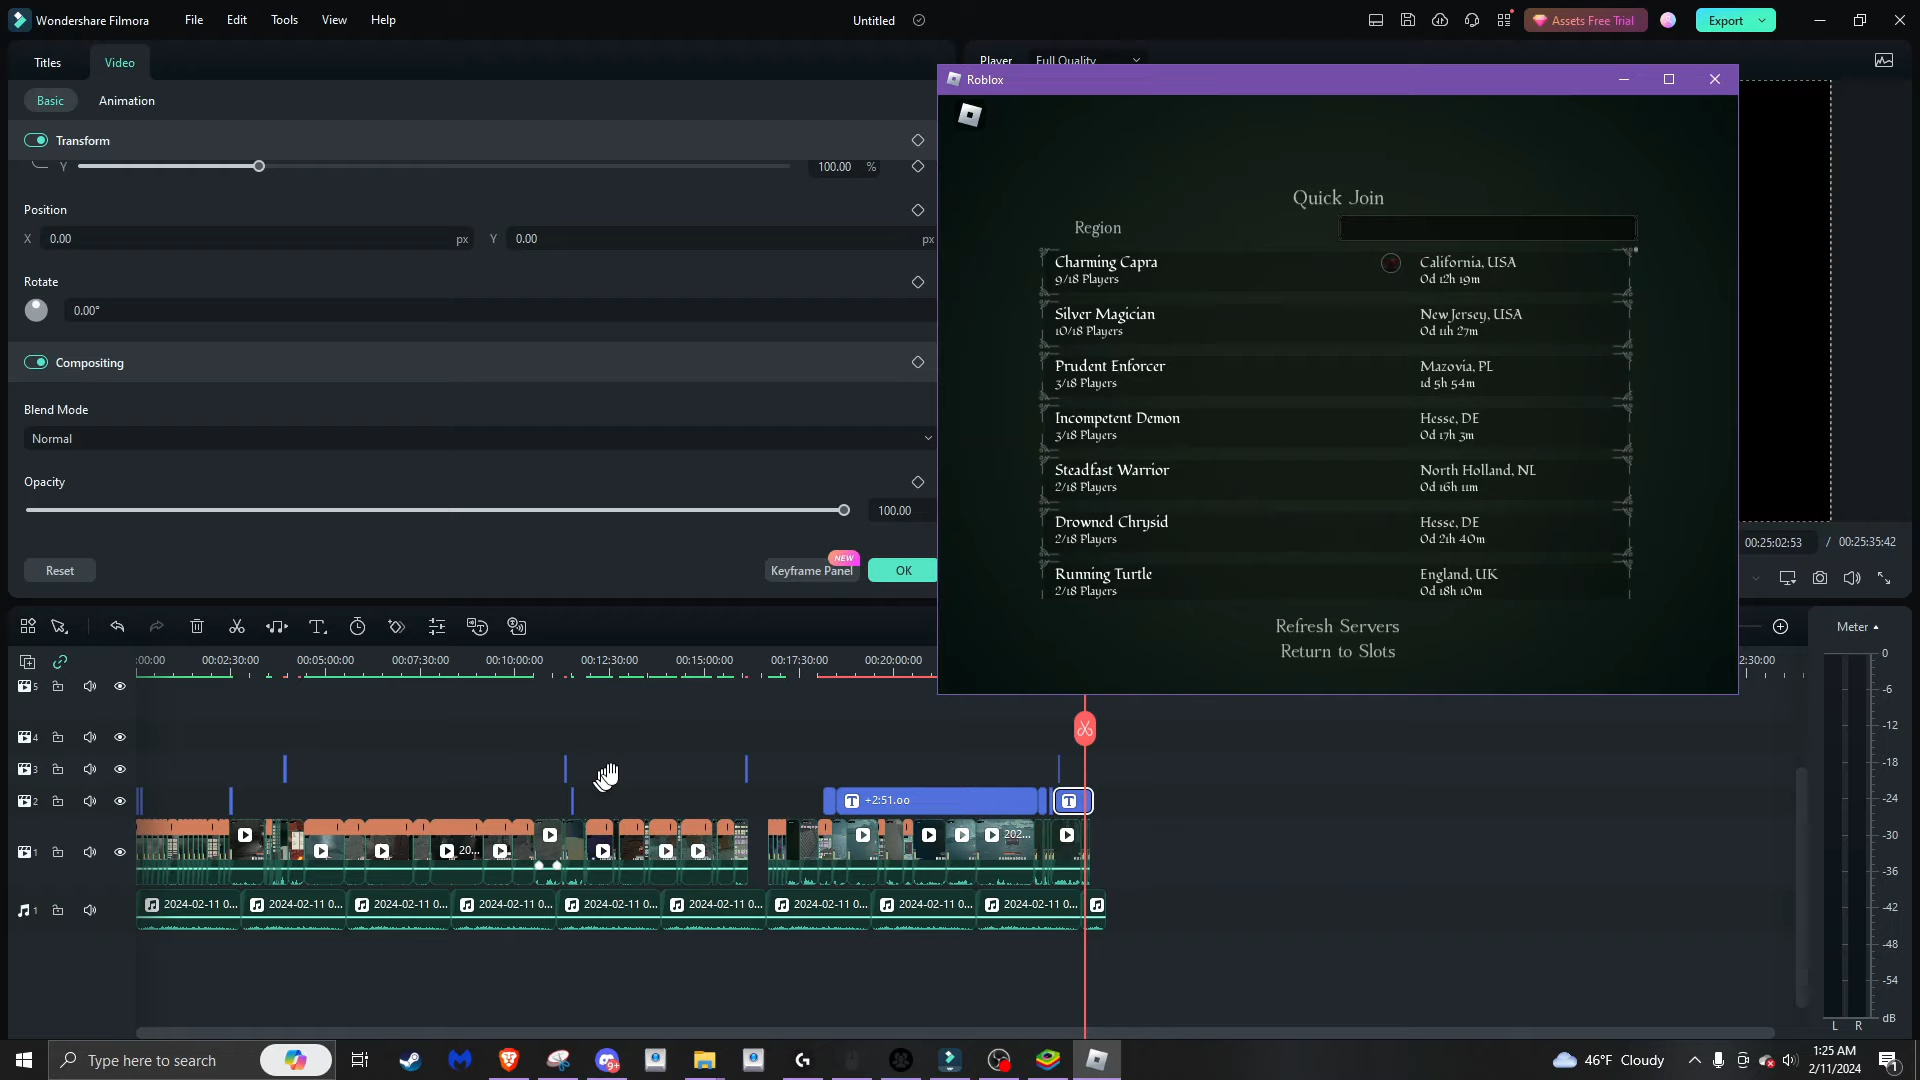 Wondershare Filmora
File
Edit
Tools
View
Help
Untitled
Assets Free Trial
Export
Titles
Video
Player
Full Quality
Basic
Animation
Transform
Y
100.00
%
Position
X
0.00
px
Y
0.00
px
Rotate
0.00°
Compositing
Blend Mode
Normal
Opacity
100.00
Reset
NEW
Keyframe Panel
OK
Roblox
Quick Join
Region
Charming Capra
9/18 Players
California, USA
0d 12h 19m
Silver Magician
10/18 Players
New Jersey, USA
0d 11h 27m
Prudent Enforcer
3/18 Players
Mazovia, PL
1d 5h 54m
Incompetent Demon
3/18 Players
Hesse, DE
0d 17h 3m
Steadfast Warrior
2/18 Players
North Holland, NL
0d 16h 11m
Drowned Chrysid
2/18 Players
Hesse, DE
0d 21h 40m
Running Turtle
2/18 Players
England, UK
0d 18h 10m
Refresh Servers
Return to Slots
00:25:02:53
/ 00:25:35:42
Meter
:00:00
00:02:30:00
00:05:00:00
00:07:30:00
00:10:00:00
00:12:30:00
00:15:00:00
00:17:30:00
00:20:00:00
2:30:00
5
4
3
2
T +2:51.00
T
1
20...
202...
1
2024-02-11 0...
2024-02-11 0...
2024-02-11 0...
2024-02-11 0...
2024-02-11 0...
2024-02-11 0...
2024-02-11 0...
2024-02-11 0...
2024-02-11 0...
0
-6
-12
-18
-24
-30
-36
-42
-48
-54
dB
L
R
Type here to search
9+
46°F Cloudy
1:25 AM
2/11/2024
1